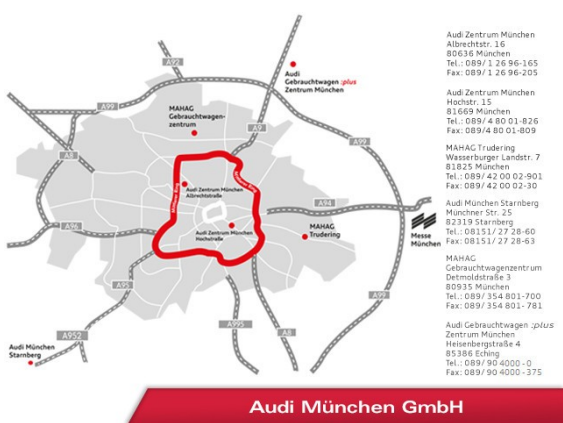 A92
A99
Audi
Gebrauchtwagen :plus
Zentrum München
MAHAG
Gebrauchtwagen-
zentrum
A9
A99
A8
Mittlerer Ring
Mittlerer Ring
Audi Zentrum München
Albrechtstraße
A94
A96
Audi Zentrum München
Hochstraße
MAHAG
Trudering
Messe
München
A95
A99
A995
A8
A952
Audi München
Starnberg
Audi Zentrum München
Albrechtstr. 16
80636 München
Tel.: 089/ 1 26 96-165
Fax: 089/ 1 26 96-205
Audi Zentrum München
Hochstr. 15
81669 München
Tel.: 089/ 4 80 01-826
Fax: 089/4 80 01-809
MAHAG Trudering
Wasserburger Landstr. 7
81825 München
Tel.: 089/ 42 00 02-901
Fax: 089/ 42 00 02-30
Audi München Starnberg
Münchner Str. 25
82319 Starnberg
Tel.: 08151/ 27 28-60
Fax: 08151/ 27 28-63
MAHAG
Gebrauchtwagenzentrum
Detmoldstraße 3
80935 München
Tel.: 089/ 354 801-700
Fax: 089/ 354 801-781
Audi Gebrauchtwagen :plus
Zentrum München
Heisenbergstraße 4
85386 Eching
Tel.: 089/ 90 4000-0
Fax: 089/ 90 4000-375
Audi München GmbH